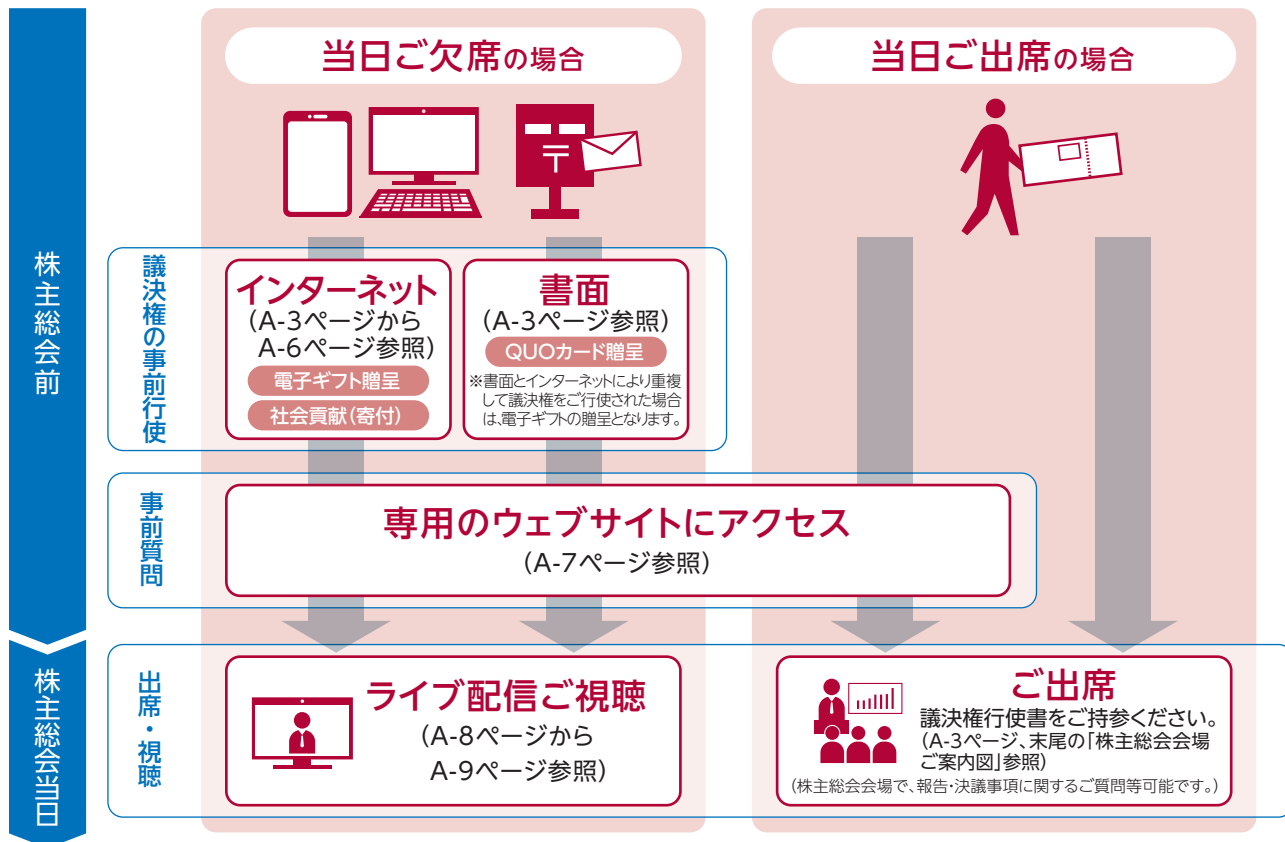 当日ご欠席の場合
当日ご出席の場合
株主総会前
議決権の事前行使
インターネット
(A-3ページから
A-6ページ参照)
電子ギフト贈呈
社会貢献(寄付)
〒
書面
(A-3ページ参照)
QUOカード贈呈
※書面とインターネットにより重複
して議決権をご行使された場合
は、電子ギフトの贈呈となります。
事前質問
専用のウェブサイトにアクセス
(A-7ページ参照)
株主総会当日
出席・視聴
ライブ配信ご視聴
(A-8ページから
A-9ページ参照)
ご出席
議決権行使書をご持参ください。
(A-3ページ、末尾の「株主総会会場
ご案内図」参照)
(株主総会会場で、報告・決議事項に関するご質問等可能です。)